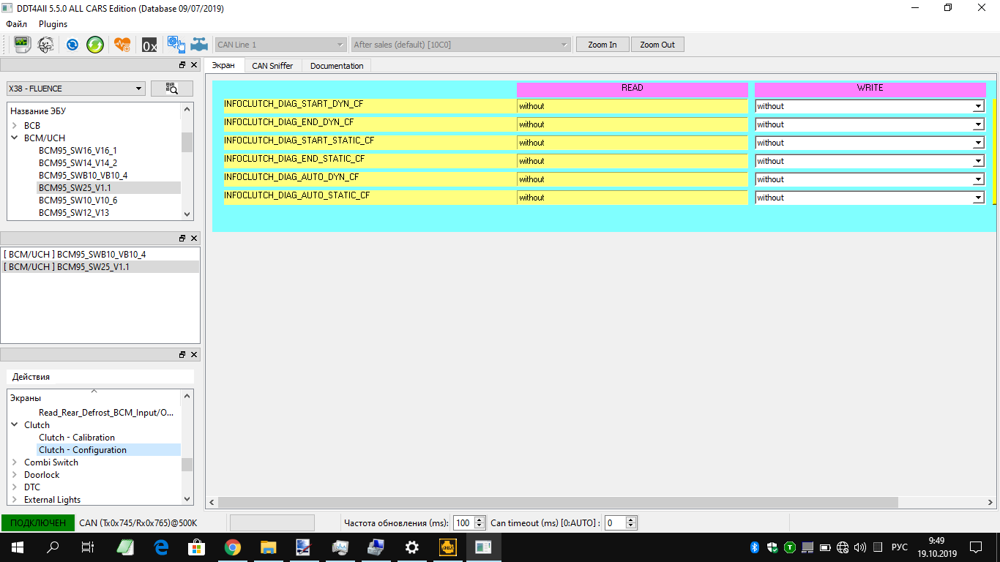 DDT4All 5.5.0 ALL CARS Edition (Database 09/07/2019)
Файл Plugins
0x CAN Line 1 After sales (default) [10C0] Zoom In Zoom Out
Экран CAN Sniffer Documentation
X38 - FLUENCE
Название ЭБУ
BCB
BCM/UCH
BCM95_SW16_V16_1
BCM95_SW14_V14_2
BCM95_SWB10_VB10_4
BCM95_SW25_V1.1
BCM95_SW10_V10_6
BCM95_SW12_V13
[ BCM/UCH ] BCM95_SWB10_VB10_4
[ BCM/UCH ] BCM95_SW25_V1.1
Действия
Экраны
Read_Rear_Defrost_BCM_Input/O...
Clutch
Clutch - Calibration
Clutch - Configuration
Combi Switch
Doorlock
DTC
External Lights
READ WRITE
INFOCLUTCH_DIAG_START_DYN_CF without without
INFOCLUTCH_DIAG_END_DYN_CF without without
INFOCLUTCH_DIAG_START_STATIC_CF without without
INFOCLUTCH_DIAG_END_STATIC_CF without without
INFOCLUTCH_DIAG_AUTO_DYN_CF without without
INFOCLUTCH_DIAG_AUTO_STATIC_CF without without
ПОДКЛЮЧЕН CAN (Tx0x745/Rx0x765)@500K Частота обновления (ms): 100 Can timeout (ms) [0:AUTO] : 0
CHECK РУС 9:49
19.10.2019